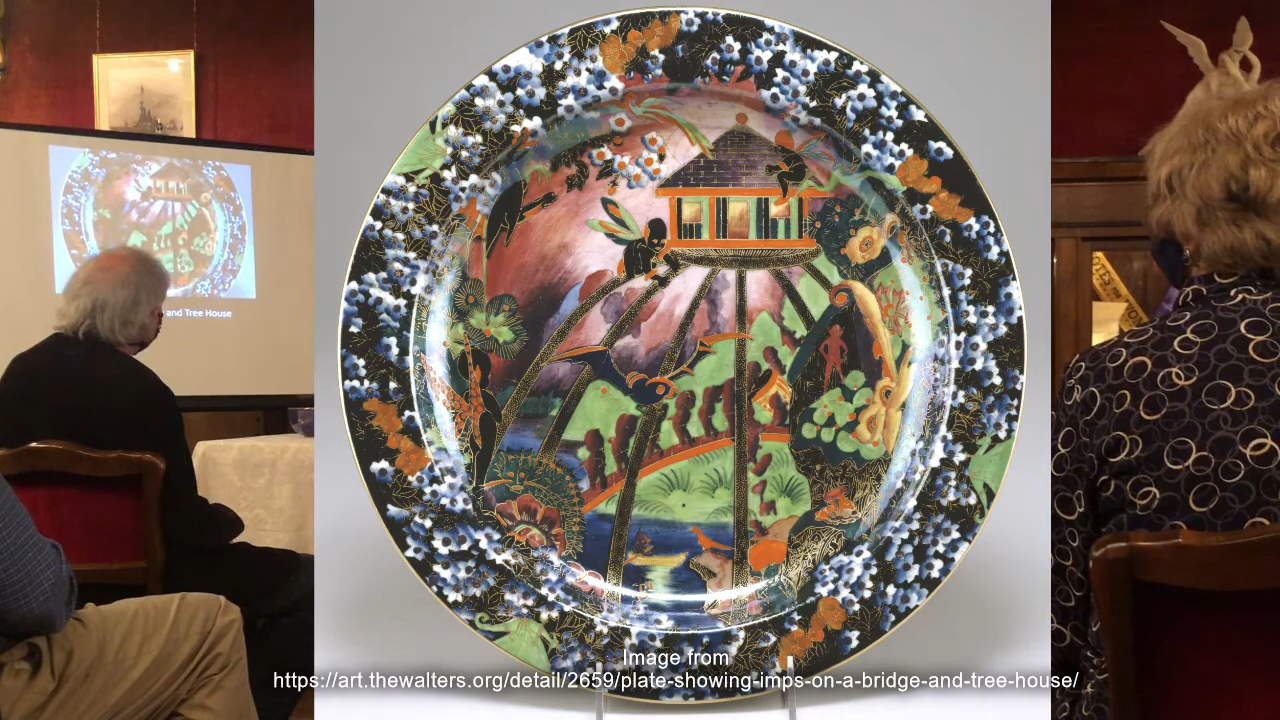 and Tree House
Image from
https://art.thewalters.org/detail/2659/plate-showing-imps-on-a-bridge-and-tree-house/